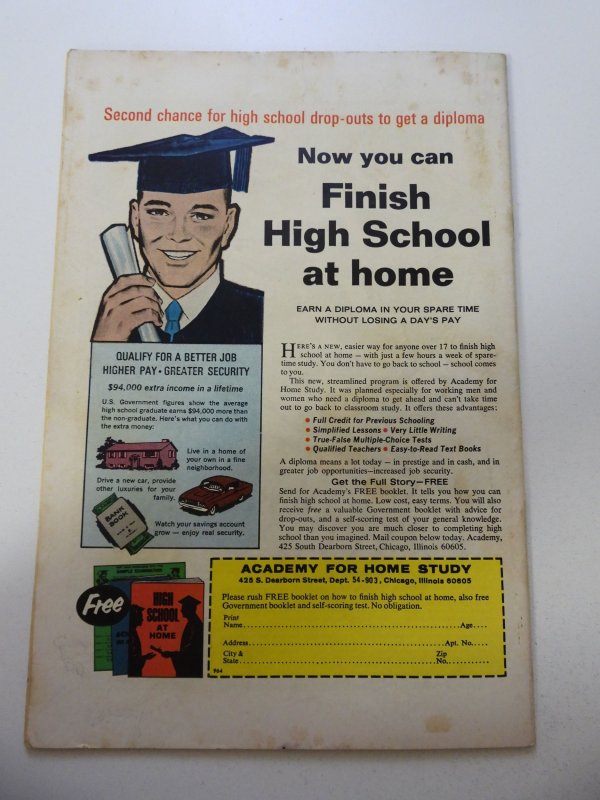 Second chance for high school drop-outs to get a diploma
Now you can
Finish
High School
at home
EARN A DIPLOMA IN YOUR SPARE TIME
WITHOUT LOSING A DAY'S PAY
QUALIFY FOR A BETTER JOB
HIGHER PAY • GREATER SECURITY
$94,000 extra income in a lifetime
U.S. Government figures show the average
high school graduate earns $94,000 more than
the non-graduate. Here's what you can do with
the extra money:
Live in a home of
your own in a fine
neighborhood.
Drive a new car, provide
other luxuries for your
family.
BANK
BOOK
Watch your savings account
grow — enjoy real security.
HERE'S A NEW, easier way for anyone over 17 to finish high
school at home — with just a few hours a week of spare-
time study. You don't have to go back to school — school comes
to you.
This new, streamlined program is offered by Academy for
Home Study. It was planned especially for working men and
women who need a diploma to get ahead and can't take time
out to go back to classroom study. It offers these advantages:
• Full Credit for Previous Schooling
• Simplified Lessons • Very Little Writing
• True-False Multiple-Choice Tests
• Qualified Teachers • Easy-to-Read Text Books
A diploma means a lot today — in prestige and in cash, and in
greater job opportunities—increased job security.
Get the Full Story—FREE
Send for Academy's FREE booklet. It tells you how you can
finish high school at home. Low cost, easy terms. You will also
receive free a valuable Government booklet with advice for
drop-outs, and a self-scoring test of your general knowledge.
You may discover you are much closer to completing high
school than you imagined. Mail coupon below today. Academy,
425 South Dearborn Street, Chicago, Illinois 60605.
Free
HIGH
SCHOOL
AT
HOME
ACADEMY FOR HOME STUDY
425 S. Dearborn Street, Dept. 54-903, Chicago, Illinois 60605
Please rush FREE booklet on how to finish high school at home, also free
Government booklet and self-scoring test. No obligation.
Print
Name Age
Address Apt. No.
City & Zip
State No.